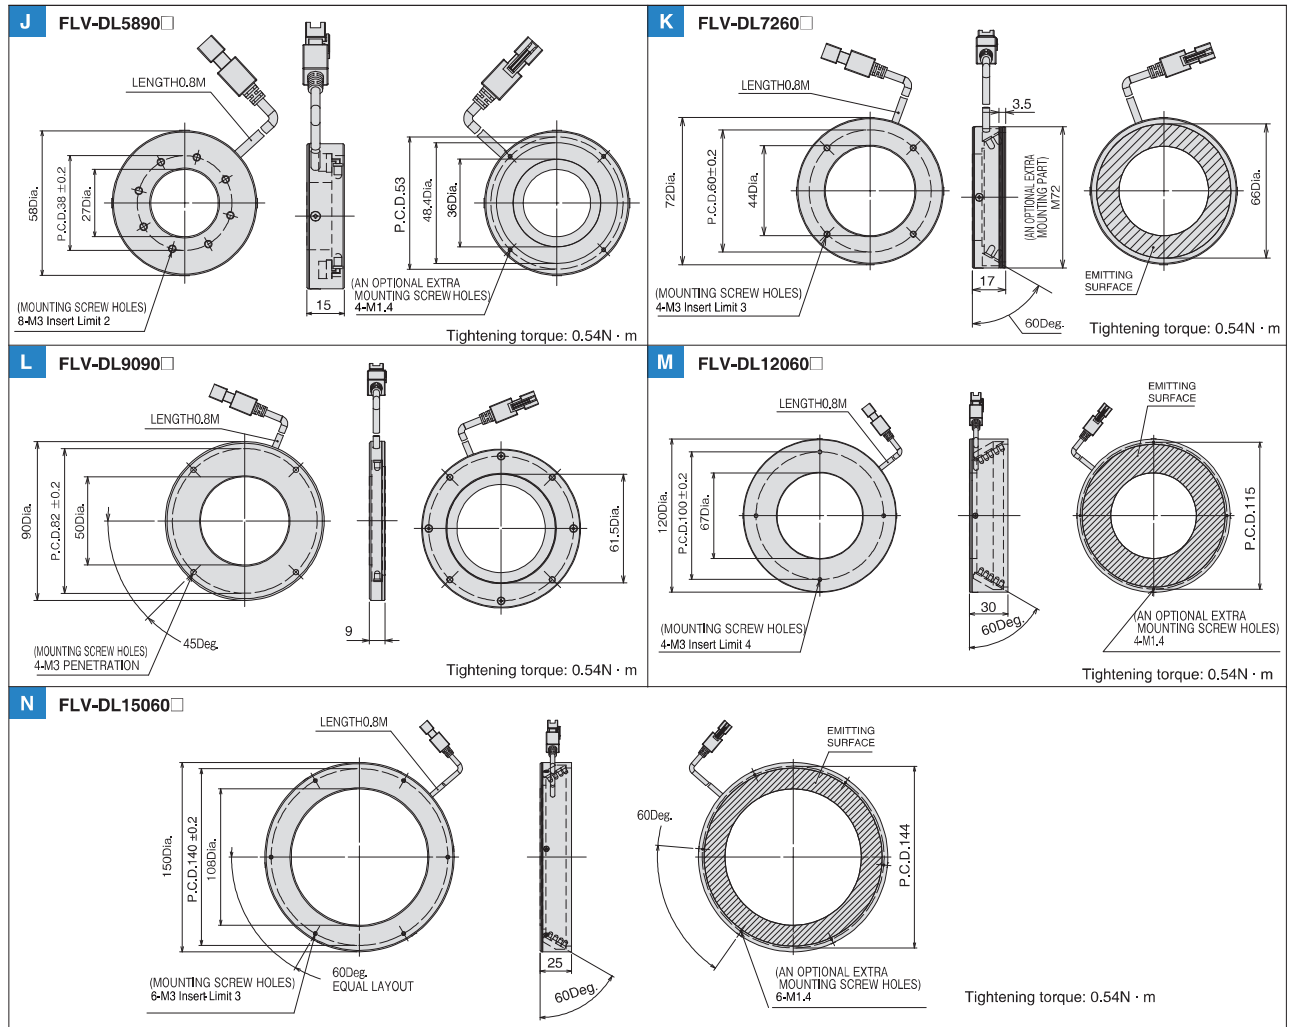 J FLV-DL5890□
LENGTH0.8M
58Dia.
P.C.D.38 ±0.2
27Dia.
(MOUNTING SCREW HOLES)
8-M3 Insert Limit 2
15
P.C.D.53
48.4Dia.
36Dia.
(AN OPTIONAL EXTRA
MOUNTING SCREW HOLES)
4-M1.4
Tightening torque: 0.54N · m
K FLV-DL7260□
LENGTH0.8M
72Dia.
P.C.D.60±0.2
44Dia.
(MOUNTING SCREW HOLES)
4-M3 Insert Limit 3
3.5
(AN OPTIONAL EXTRA
MOUNTING PART)
M72
17
60Deg.
66Dia.
EMITTING
SURFACE
Tightening torque: 0.54N · m
L FLV-DL9090□
LENGTH0.8M
90Dia.
P.C.D.82 ±0.2
50Dia.
45Deg.
(MOUNTING SCREW HOLES)
4-M3 PENETRATION
9
61.5Dia.
Tightening torque: 0.54N · m
M FLV-DL12060□
LENGTH0.8M
120Dia.
P.C.D.100±0.2
67Dia.
(MOUNTING SCREW HOLES)
4-M3 Insert Limit 4
30
60Deg.
EMITTING
SURFACE
P.C.D.115
(AN OPTIONAL EXTRA
MOUNTING SCREW HOLES)
4-M1.4
Tightening torque: 0.54N · m
N FLV-DL15060□
LENGTH0.8M
150Dia.
P.C.D.140 ±0.2
108Dia.
60Deg.
EQUAL LAYOUT
(MOUNTING SCREW HOLES)
6-M3 Insert Limit 3
25
60Deg.
EMITTING
SURFACE
60Deg.
P.C.D.144
(AN OPTIONAL EXTRA
MOUNTING SCREW HOLES)
6-M1.4
Tightening torque: 0.54N · m